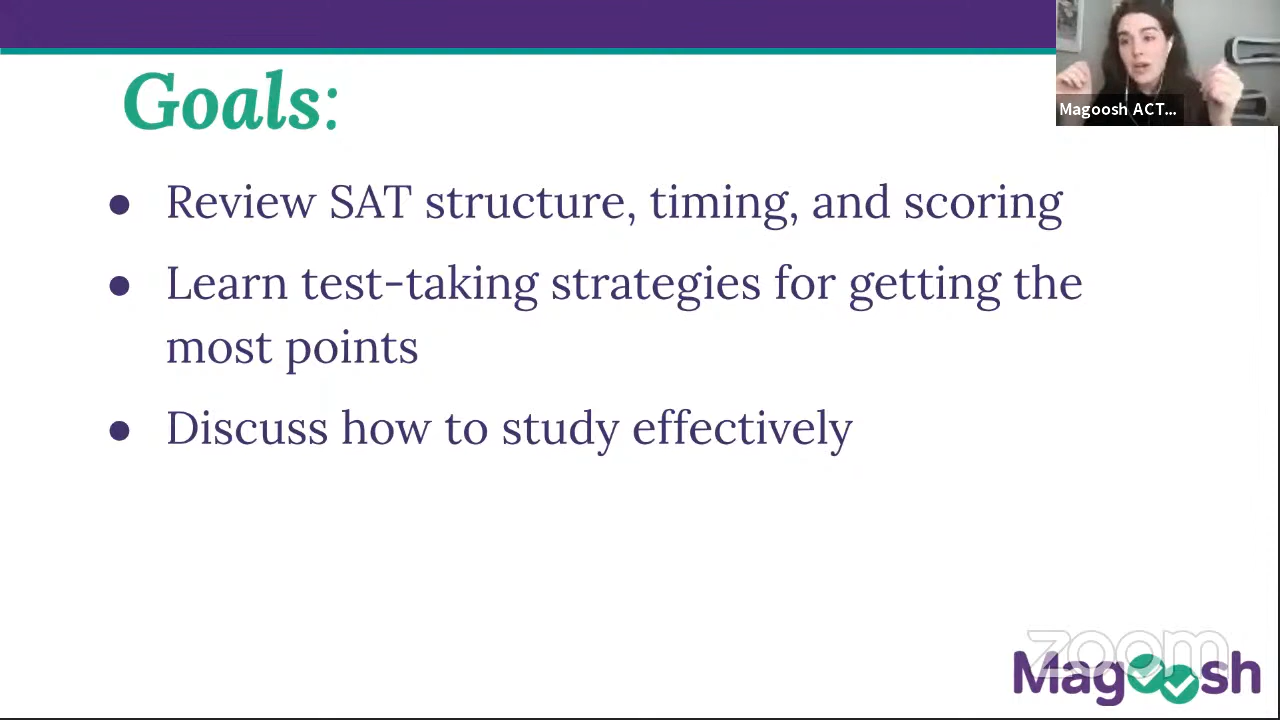 Goals:
Magoosh ACT...
● Review SAT structure, timing, and scoring
● Learn test-taking strategies for getting the
most points
● Discuss how to study effectively
zoom
Magoosh